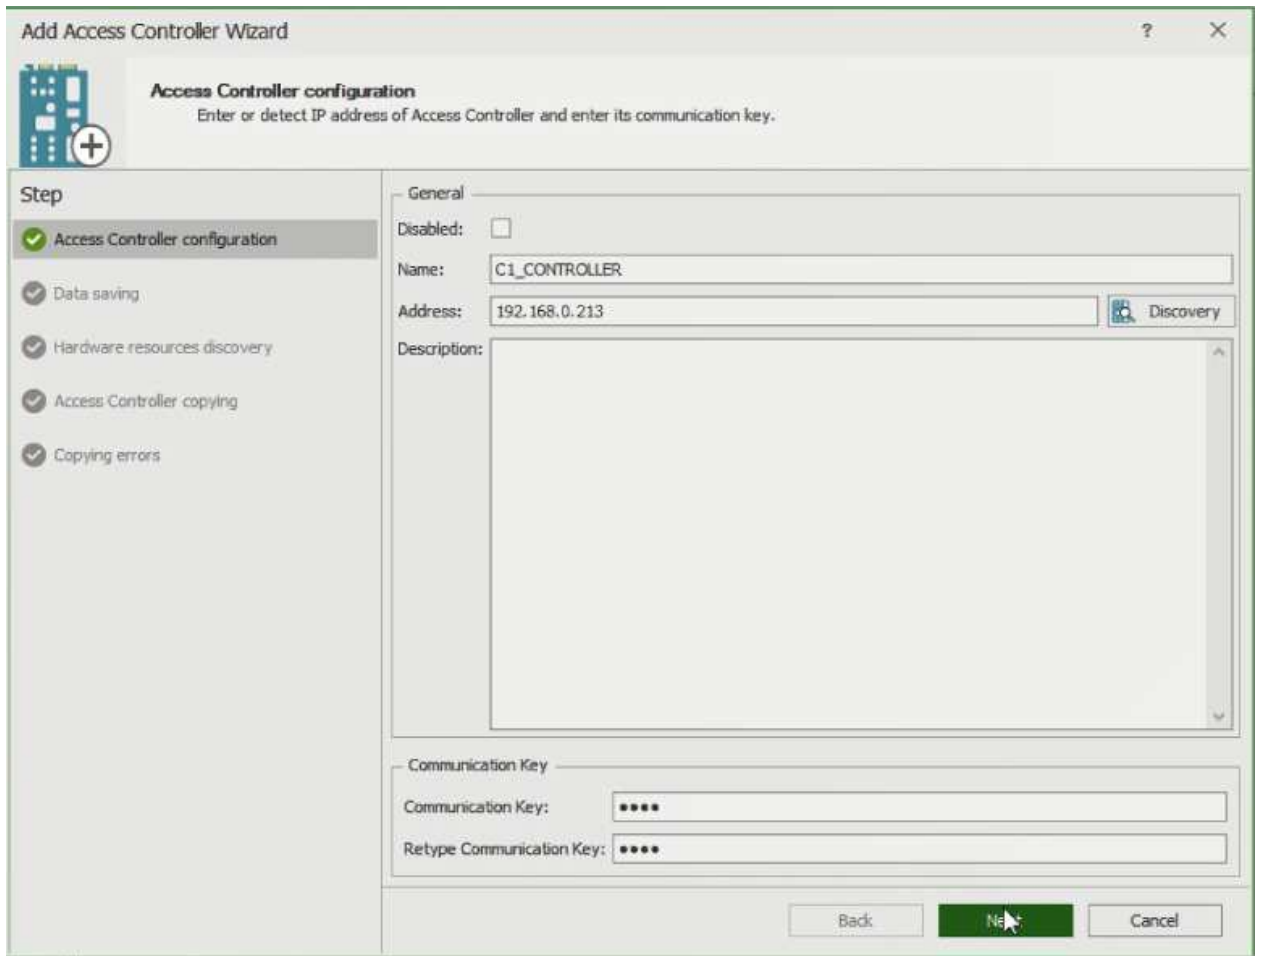 Add Access Controller Wizard
?
Access Controller configuration
Enter or detect IP address of Access Controller and enter its communication key.
Step
Access Controller configuration
Data saving
Hardware resources discovery
Access Controller copying
Copying errors
General
Disabled:
Name: C1_CONTROLLER
Address: 192.168.0.213 Discovery
Description:
Communication Key
Communication Key: ●●●●
Retype Communication Key: ●●●●
Back Next Cancel